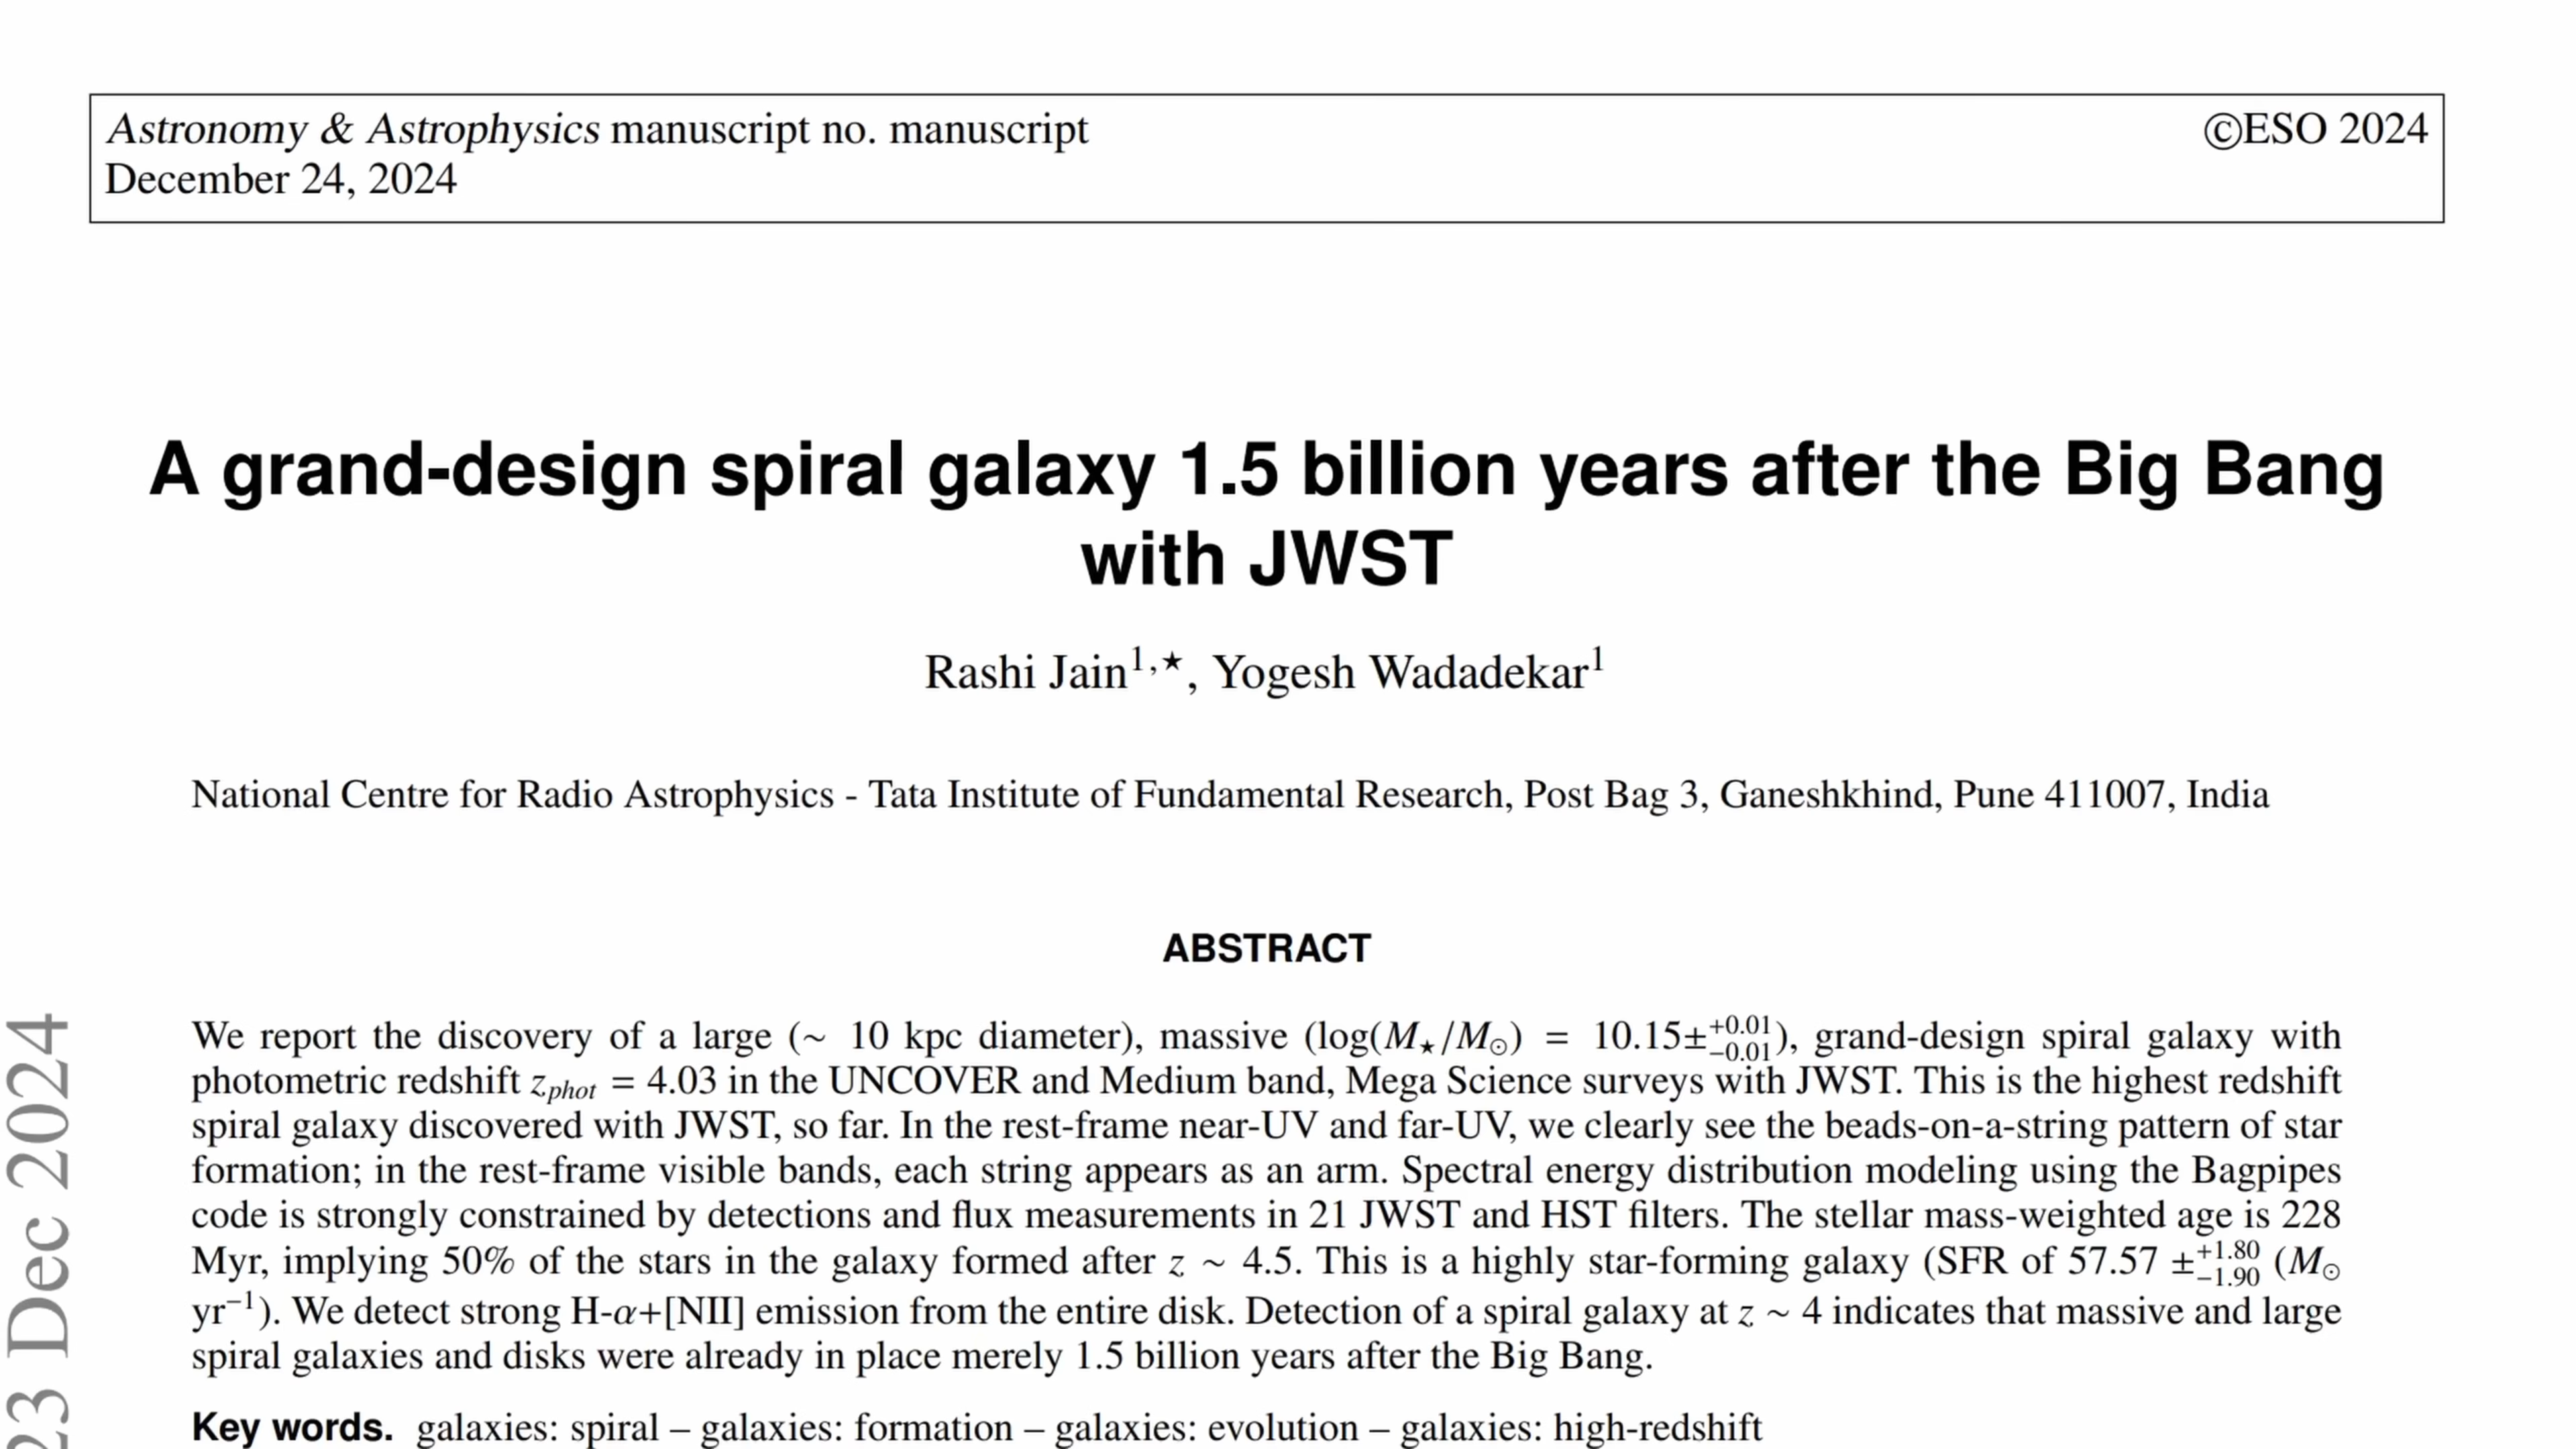 Astronomy & Astrophysics manuscript no. manuscript ©ESO 2024
December 24, 2024
A grand-design spiral galaxy 1.5 billion years after the Big Bang
with JWST
Rashi Jain¹,⋆, Yogesh Wadadekar¹
National Centre for Radio Astrophysics - Tata Institute of Fundamental Research, Post Bag 3, Ganeshkhind, Pune 411007, India
ABSTRACT
We report the discovery of a large (∼ 10 kpc diameter), massive (log(M⋆/M⊙) = 10.15±+0.01−0.01), grand-design spiral galaxy with
photometric redshift zphot = 4.03 in the UNCOVER and Medium band, Mega Science surveys with JWST. This is the highest redshift
spiral galaxy discovered with JWST, so far. In the rest-frame near-UV and far-UV, we clearly see the beads-on-a-string pattern of star
formation; in the rest-frame visible bands, each string appears as an arm. Spectral energy distribution modeling using the Bagpipes
code is strongly constrained by detections and flux measurements in 21 JWST and HST filters. The stellar mass-weighted age is 228
Myr, implying 50% of the stars in the galaxy formed after z ∼ 4.5. This is a highly star-forming galaxy (SFR of 57.57 ±+1.80−1.90 (M⊙
yr−1). We detect strong H-α+[NII] emission from the entire disk. Detection of a spiral galaxy at z ∼ 4 indicates that massive and large
spiral galaxies and disks were already in place merely 1.5 billion years after the Big Bang.
Key words. galaxies: spiral – galaxies: formation – galaxies: evolution – galaxies: high-redshift
23 Dec 2024